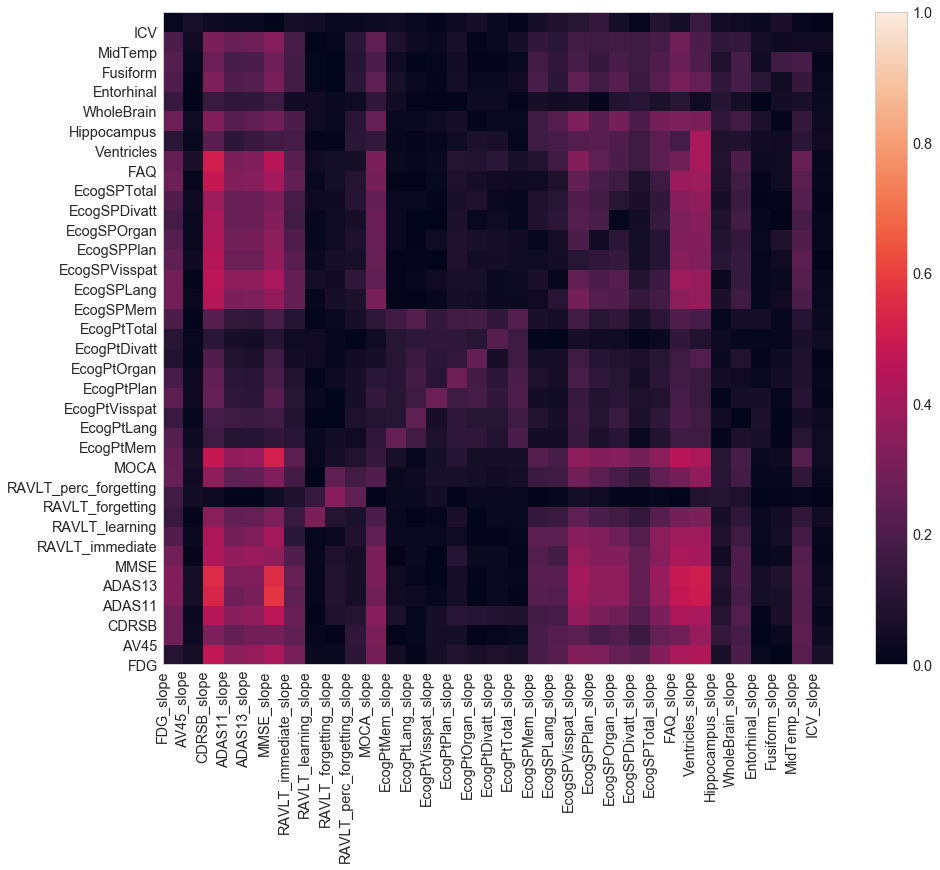 ICV
MidTemp
Fusiform
Entorhinal
WholeBrain
Hippocampus
Ventricles
FAQ
EcogSPTotal
EcogSPDivatt
EcogSPOrgan
EcogSPPlan
EcogSPVisspat
EcogSPLang
EcogSPMem
EcogPtTotal
EcogPtDivatt
EcogPtOrgan
EcogPtPlan
EcogPtVisspat
EcogPtLang
EcogPtMem
MOCA
RAVLT_perc_forgetting
RAVLT_forgetting
RAVLT_learning
RAVLT_immediate
MMSE
ADAS13
ADAS11
CDRSB
AV45
FDG
FDG_slope
AV45_slope
CDRSB_slope
ADAS11_slope
ADAS13_slope
MMSE_slope
RAVLT_immediate_slope
RAVLT_learning_slope
RAVLT_forgetting_slope
RAVLT_perc_forgetting_slope
MOCA_slope
EcogPtMem_slope
EcogPtLang_slope
EcogPtVisspat_slope
EcogPtPlan_slope
EcogPtOrgan_slope
EcogPtDivatt_slope
EcogPtTotal_slope
EcogSPMem_slope
EcogSPLang_slope
EcogSPVisspat_slope
EcogSPPlan_slope
EcogSPOrgan_slope
EcogSPDivatt_slope
EcogSPTotal_slope
FAQ_slope
Ventricles_slope
Hippocampus_slope
WholeBrain_slope
Entorhinal_slope
Fusiform_slope
MidTemp_slope
ICV_slope
1.0
0.8
0.6
0.4
0.2
0.0